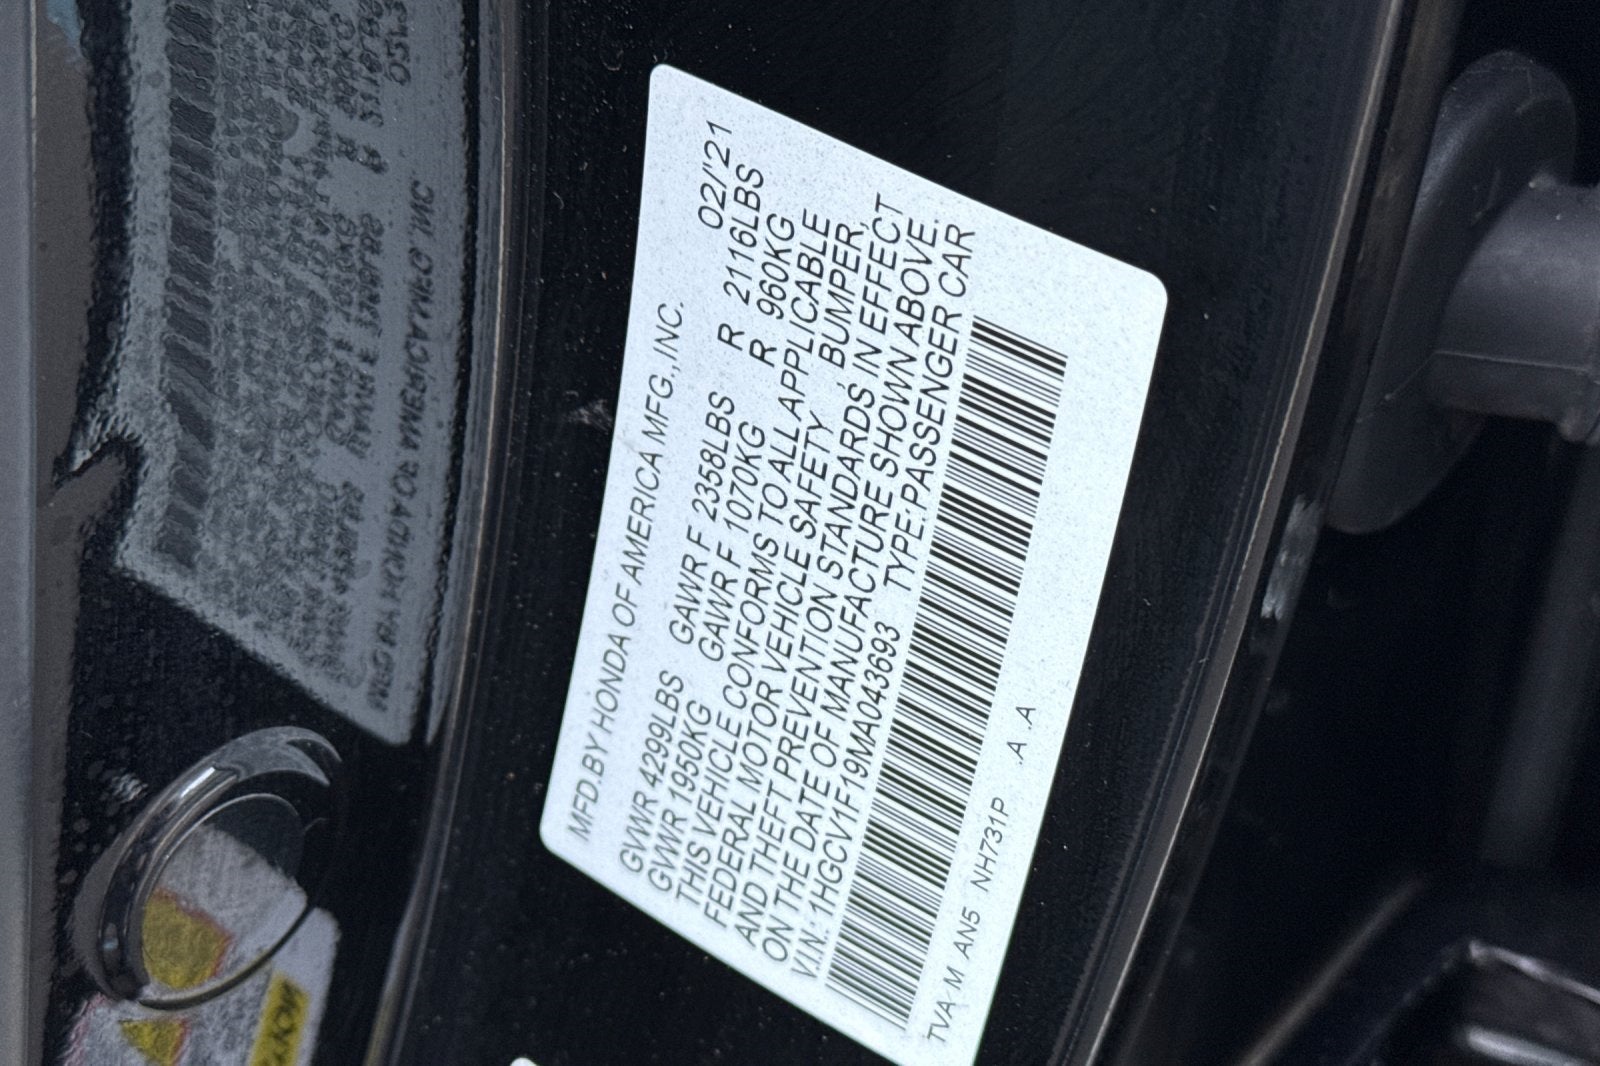 MFD.BY HONDA OF AMERICA MFG.,INC. 02/'21
GVWR 4299LBS GAWR F 2358LBS R 2116LBS
GVWR 1950KG GAWR F 1070KG R 960KG
THIS VEHICLE CONFORMS TO ALL APPLICABLE
FEDERAL MOTOR VEHICLE SAFETY, BUMPER,
AND THEFT PREVENTION STANDARDS IN EFFECT
ON THE DATE OF MANUFACTURE SHOWN ABOVE.
V.I.N.: 1HGCV1F19MA043693 TYPE:PASSENGER CAR
TVA M AN5 NH731P A A